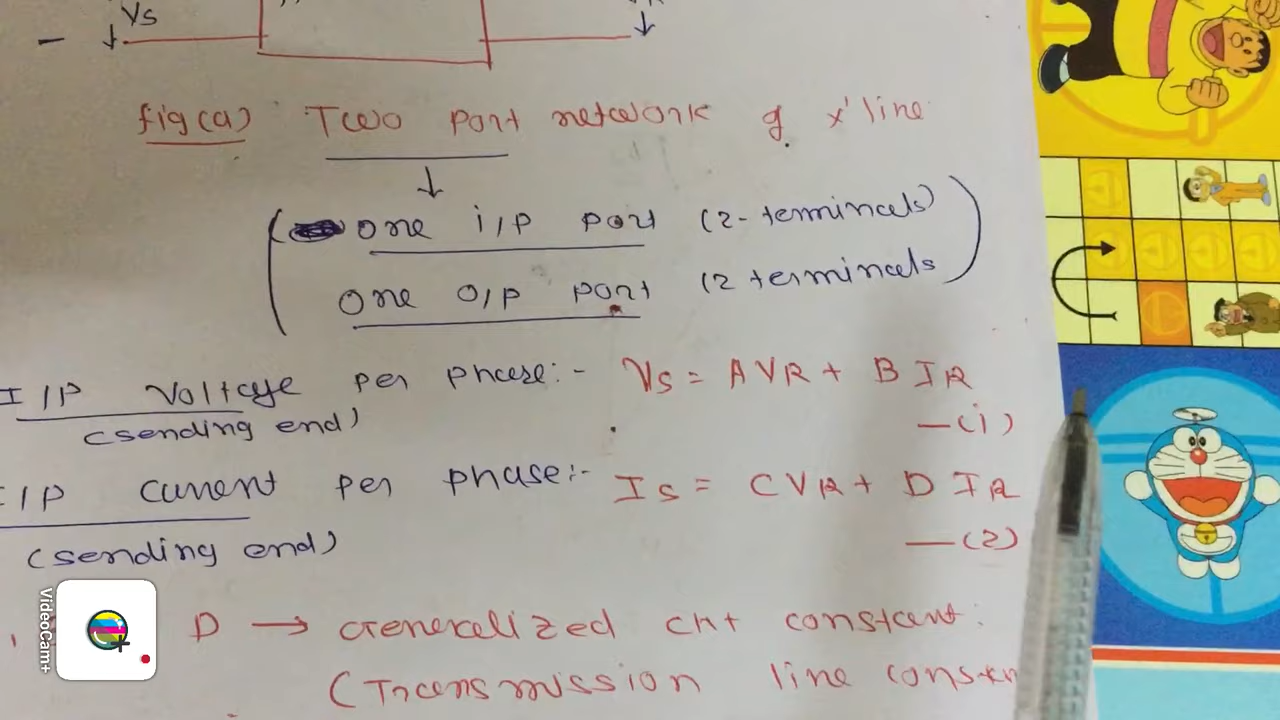 Vs
fig(a) Two port network of x' line
(one i/p port (2-terminals)
one o/p port (2 terminals)
I/P Voltage per phase:- Vs = AVR + BIR
(sending end) —(1)
I/P current per phase:- Is = CVR + DIR
(sending end) —(2)
D → Generalized ckt constant:
(Transmission line constan
VideoCam+